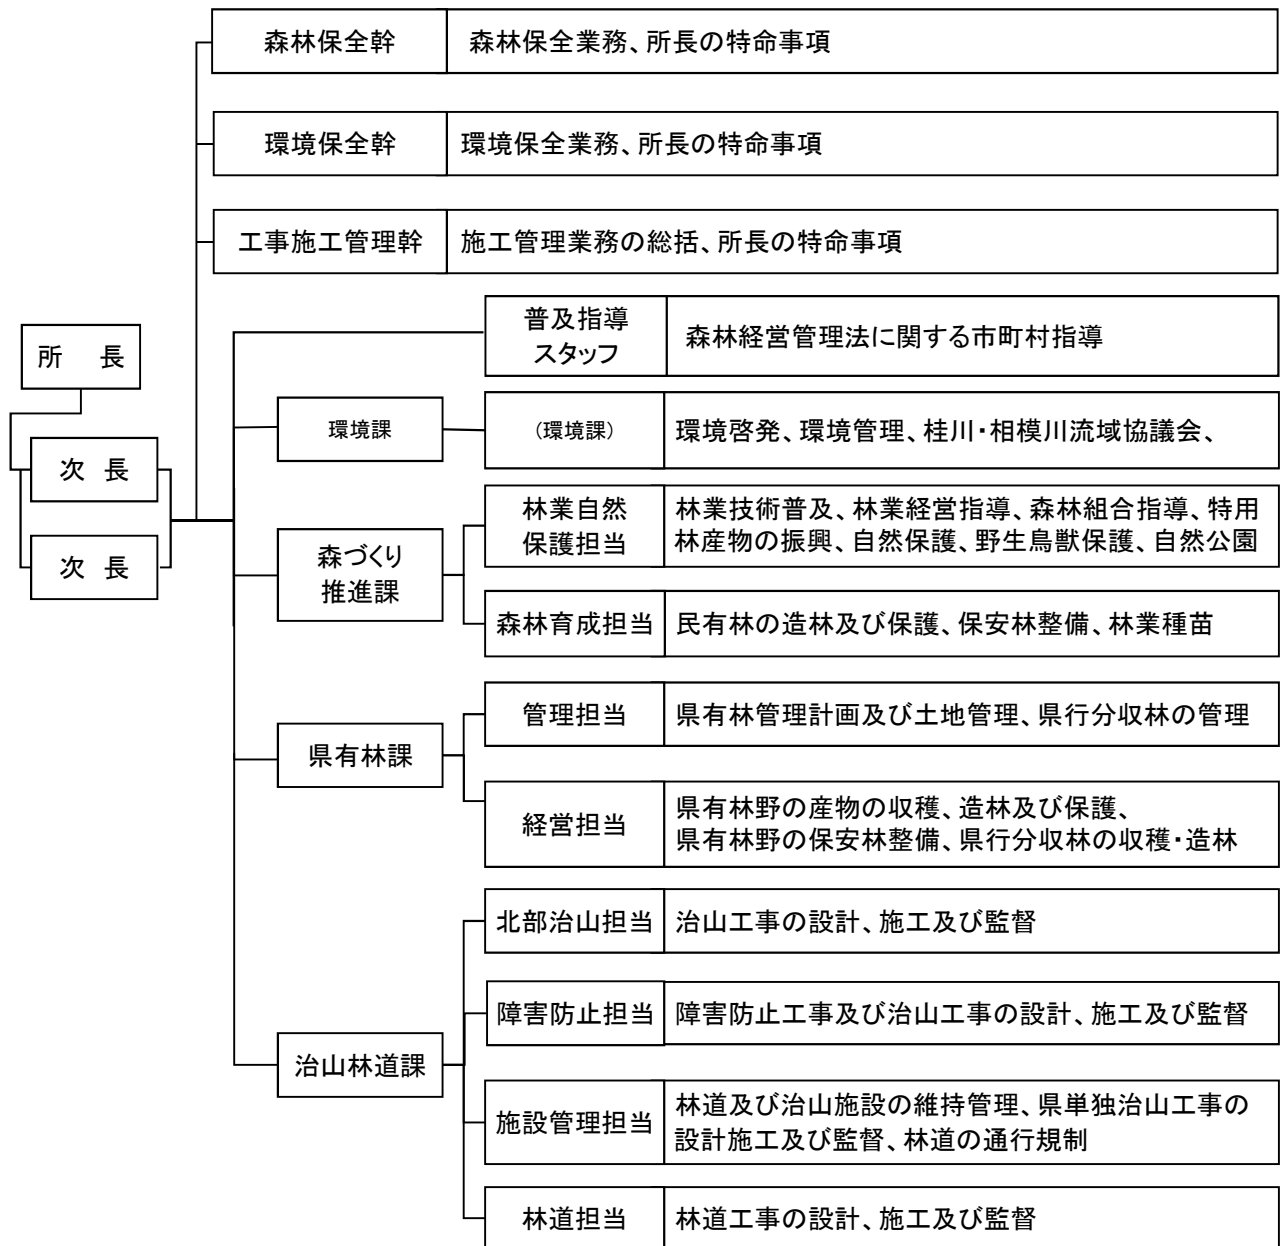 森林保全幹
森林保全業務、所長の特命事項
環境保全幹
環境保全業務、所長の特命事項
工事施工管理幹
施工管理業務の総括、所長の特命事項
所　長
次 長
次 長
普及指導
スタッフ
森林経営管理法に関する市町村指導
環境課
(環境課)
環境啓発、環境管理、桂川・相模川流域協議会、
森づくり
推進課
林業自然
保護担当
林業技術普及、林業経営指導、森林組合指導、特用
林産物の振興、自然保護、野生鳥獣保護、自然公園
森林育成担当
民有林の造林及び保護、保安林整備、林業種苗
県有林課
管理担当
県有林管理計画及び土地管理、県行分収林の管理
経営担当
県有林野の産物の収穫、造林及び保護、
県有林野の保安林整備、県行分収林の収穫・造林
治山林道課
北部治山担当
治山工事の設計、施工及び監督
障害防止担当
障害防止工事及び治山工事の設計、施工及び監督
施設管理担当
林道及び治山施設の維持管理、県単独治山工事の
設計施工及び監督、林道の通行規制
林道担当
林道工事の設計、施工及び監督